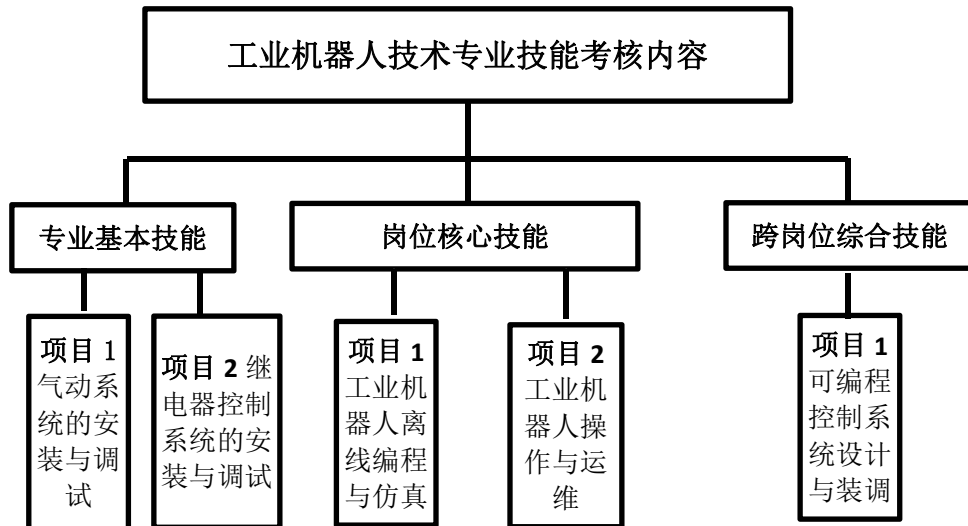 工业机器人技术专业技能考核内容
专业基本技能
岗位核心技能
跨岗位综合技能
项目 1
气动系
统的安
装与调
试
项目 2 继
电器控制
系统的安
装与调试
项目 1
工业机
器人离
线编程
与仿真
项目 2
工业机
器人操
作与运
维
项目 1
可编程
控制系
统设计
与装调